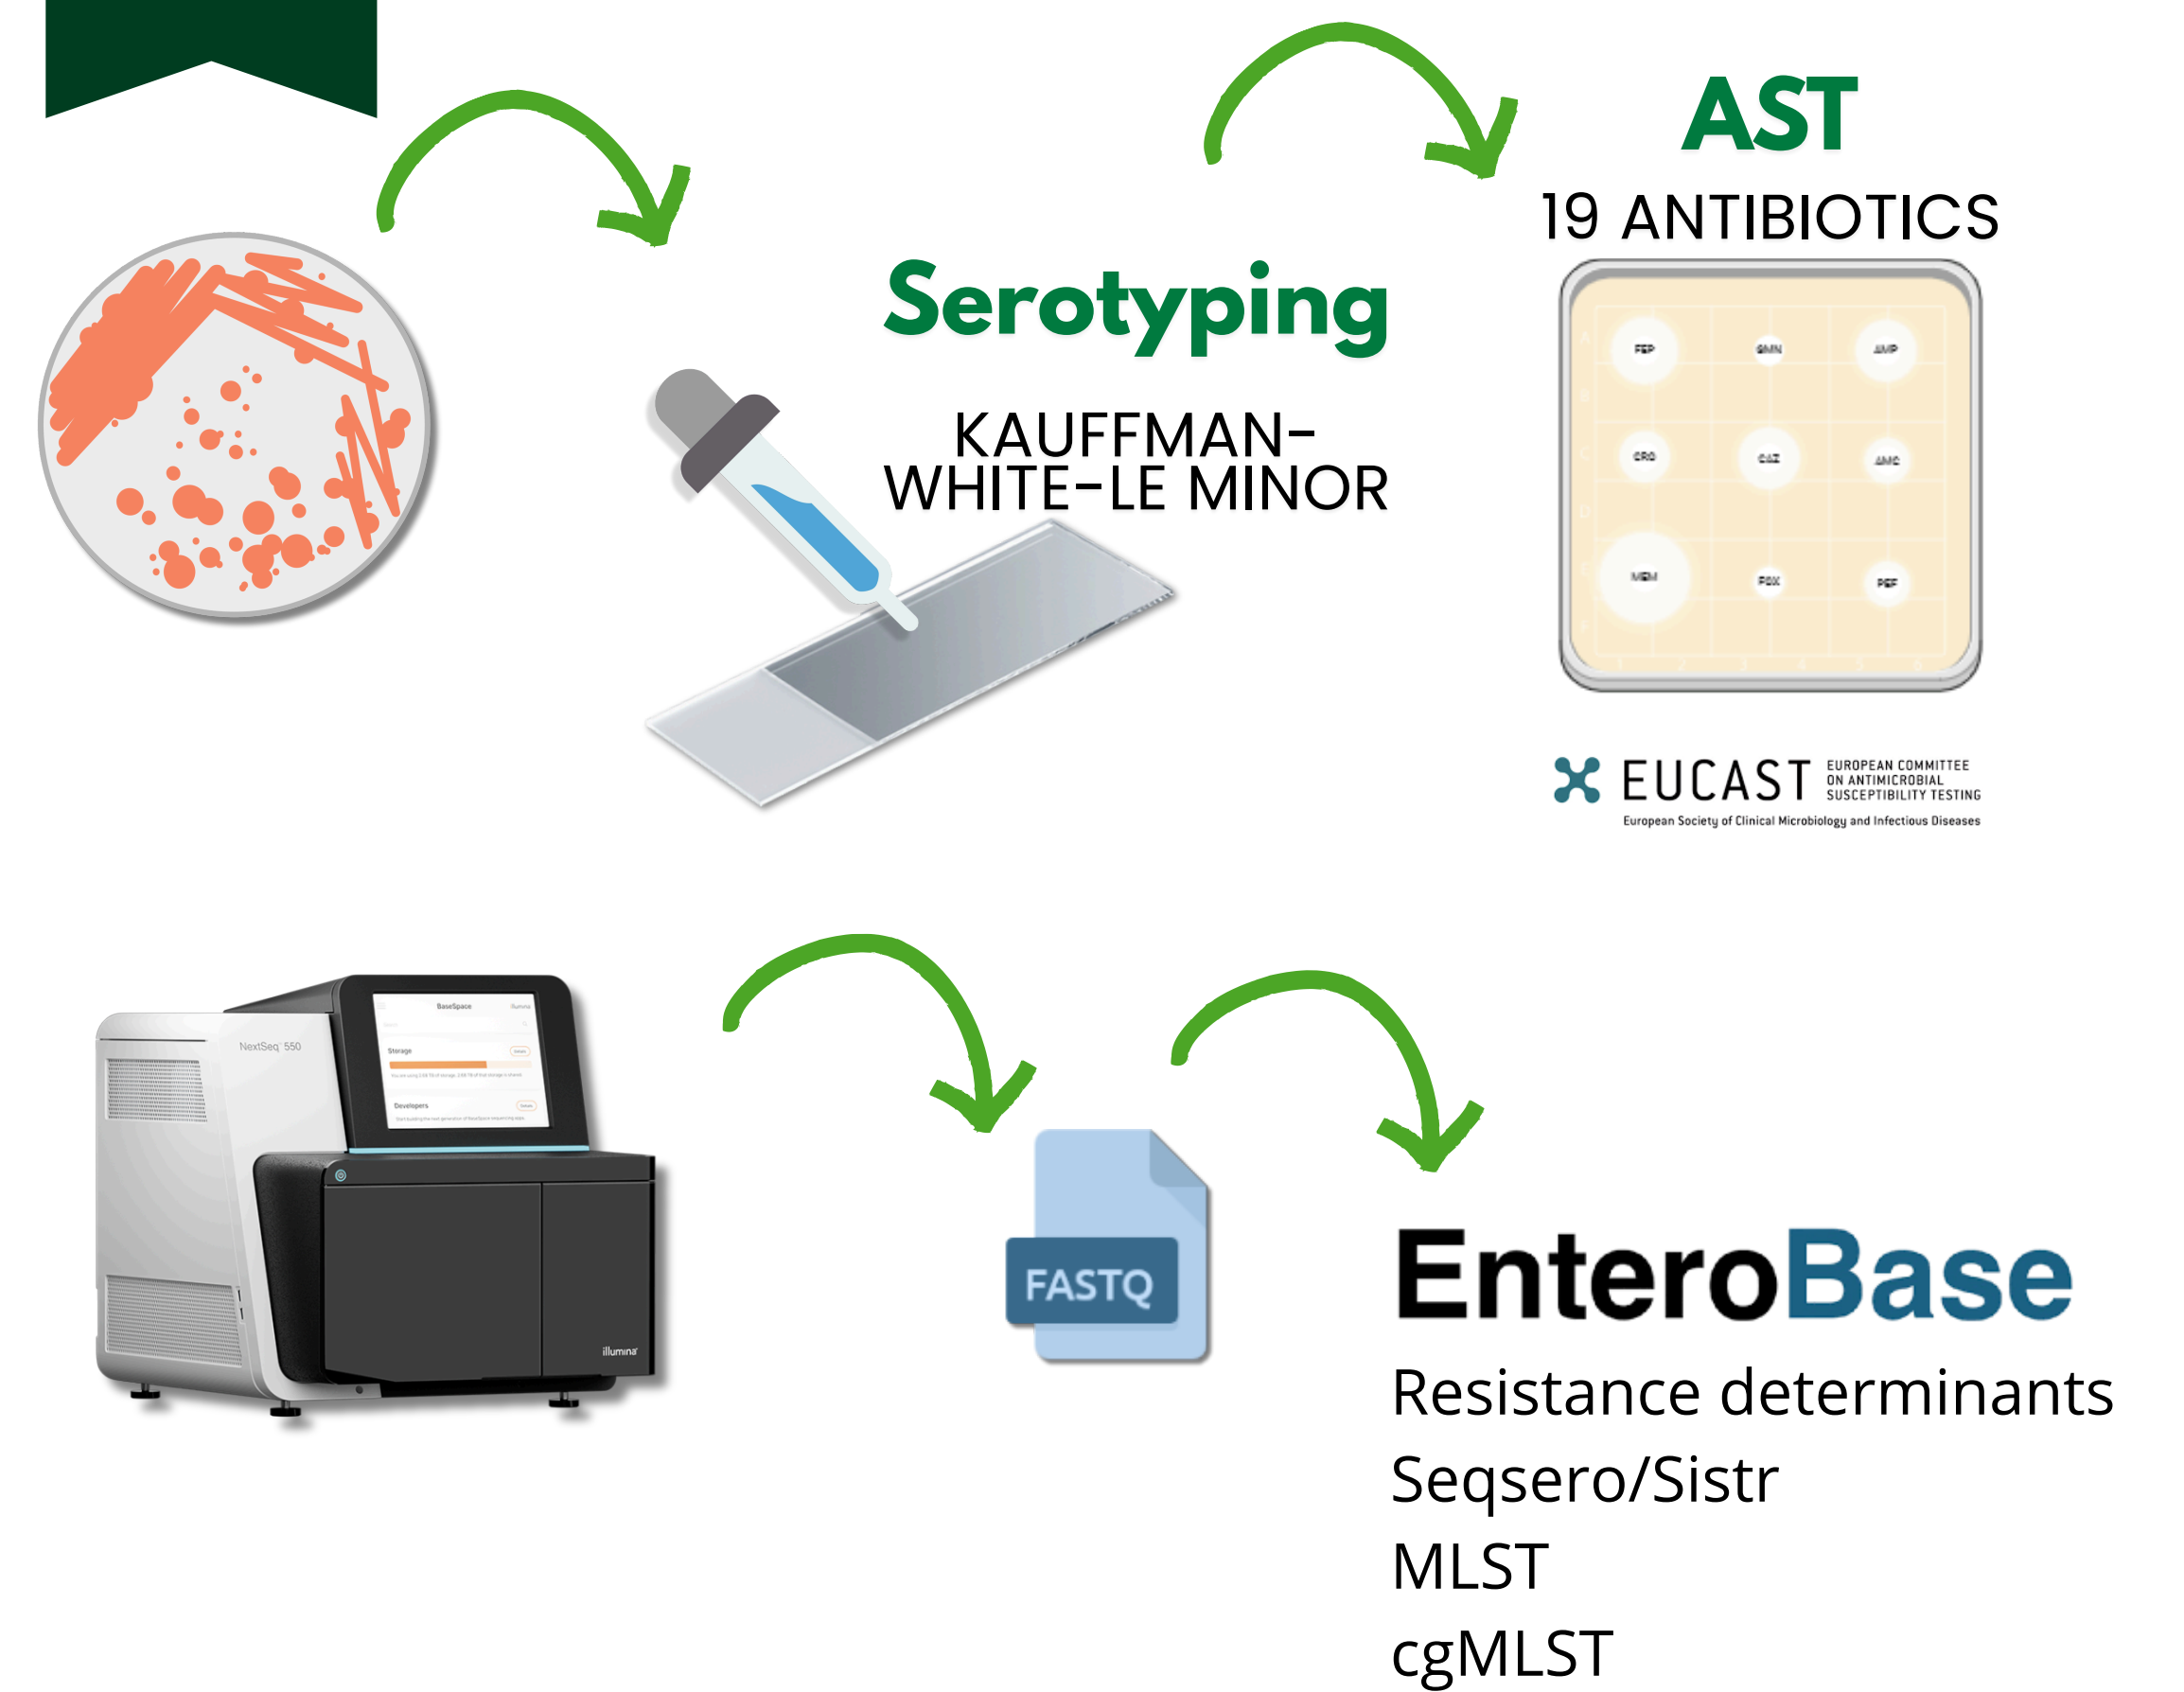 AST
19 ANTIBIOTICS
Serotyping
KAUFFMAN-
WHITE-LE MINOR
FEP
AMP
CRO
CAZ
AMC
MEM
FOX
PEF
EUCAST
EUROPEAN COMMITTEE
ON ANTIMICROBIAL
SUSCEPTIBILITY TESTING
European Society of Clinical Microbiology and Infectious Diseases
BaseSpace
illumina
NextSeq 550
Storage
Developers
illumina
FASTQ
EnteroBase
Resistance determinants
Seqsero/Sistr
MLST
cgMLST